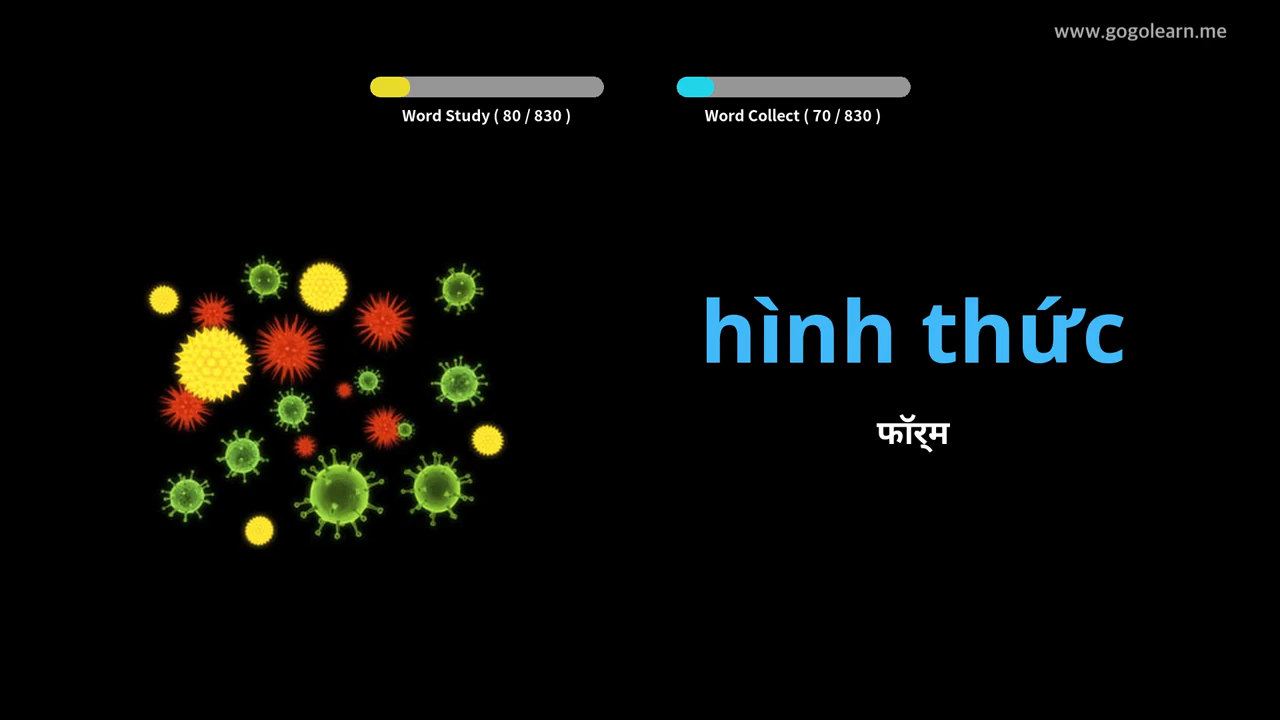 www.gogolearn.me
Word Study ( 80 / 830 )
Word Collect ( 70 / 830 )
hình thức
फॉर्म